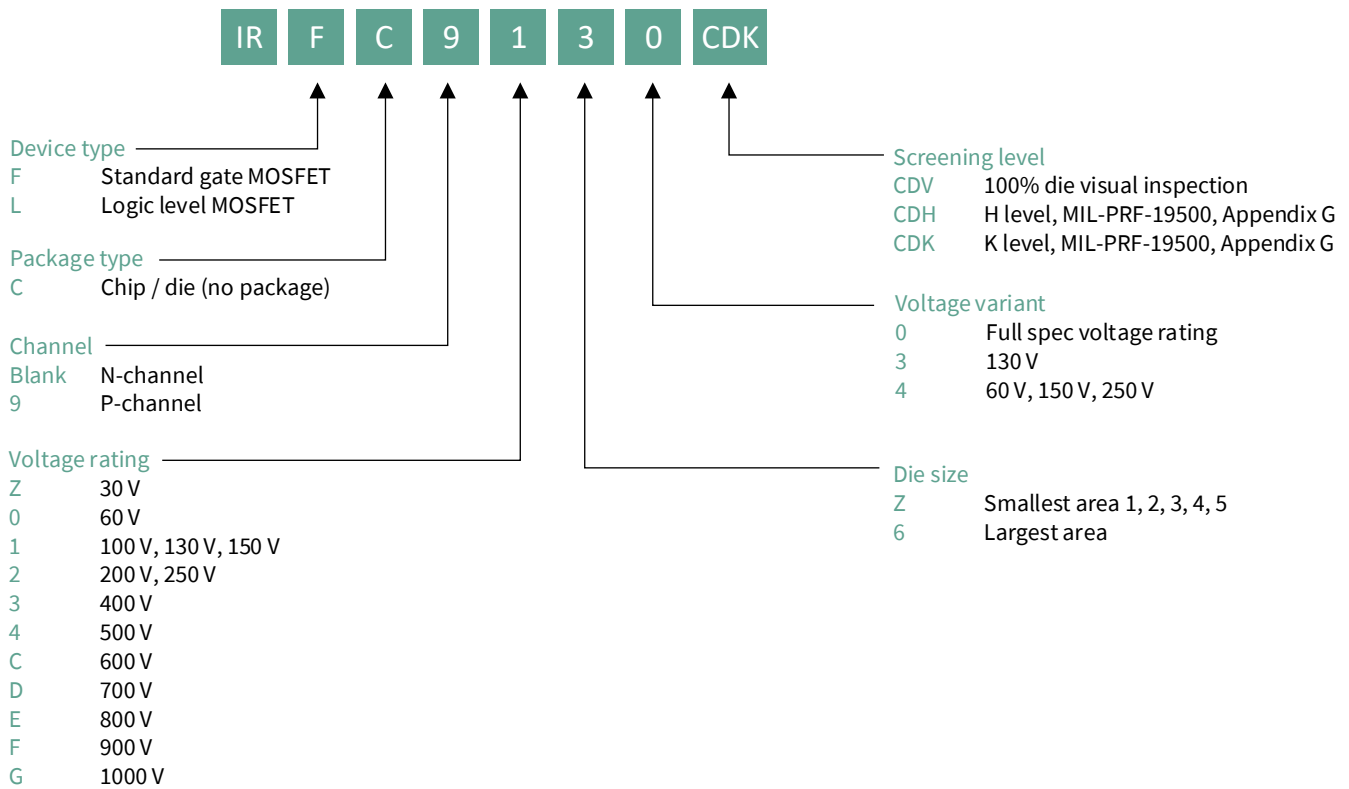 IR F C 9 1 3 0 CDK
Device type
F Standard gate MOSFET
L Logic level MOSFET
Package type
C Chip / die (no package)
Channel
Blank N-channel
9 P-channel
Voltage rating
Z 30 V
0 60 V
1 100 V, 130 V, 150 V
2 200 V, 250 V
3 400 V
4 500 V
C 600 V
D 700 V
E 800 V
F 900 V
G 1000 V
Screening level
CDV 100% die visual inspection
CDH H level, MIL-PRF-19500, Appendix G
CDK K level, MIL-PRF-19500, Appendix G
Voltage variant
0 Full spec voltage rating
3 130 V
4 60 V, 150 V, 250 V
Die size
Z Smallest area 1, 2, 3, 4, 5
6 Largest area